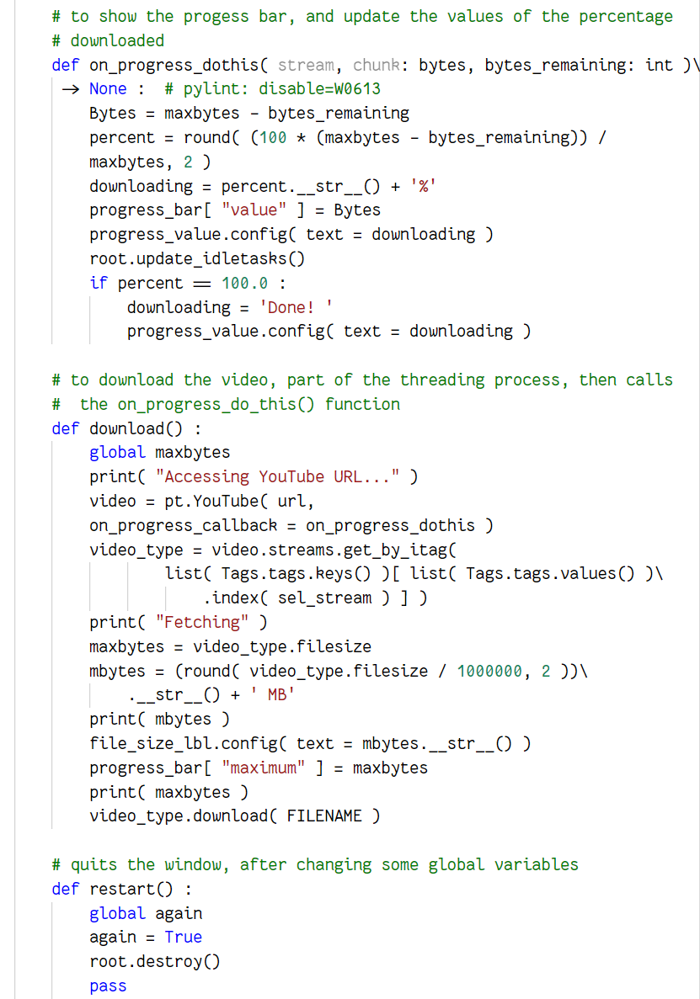 # to show the progess bar, and update the values of the percentage
# downloaded
def on_progress_dothis( stream, chunk: bytes, bytes_remaining: int )\
→ None :  # pylint: disable=W0613
Bytes = maxbytes - bytes_remaining
percent = round( (100 * (maxbytes - bytes_remaining)) /
maxbytes, 2 )
downloading = percent.__str__() + '%'
progress_bar[ "value" ] = Bytes
progress_value.config( text = downloading )
root.update_idletasks()
if percent == 100.0 :
downloading = 'Done! '
progress_value.config( text = downloading )
# to download the video, part of the threading process, then calls
#  the on_progress_do_this() function
def download() :
global maxbytes
print( "Accessing YouTube URL..." )
video = pt.YouTube( url,
on_progress_callback = on_progress_dothis )
video_type = video.streams.get_by_itag(
list( Tags.tags.keys() )[ list( Tags.tags.values() )\
.index( sel_stream ) ] )
print( "Fetching" )
maxbytes = video_type.filesize
mbytes = (round( video_type.filesize / 1000000, 2 ))\
.__str__() + ' MB'
print( mbytes )
file_size_lbl.config( text = mbytes.__str__() )
progress_bar[ "maximum" ] = maxbytes
print( maxbytes )
video_type.download( FILENAME )
# quits the window, after changing some global variables
def restart() :
global again
again = True
root.destroy()
pass